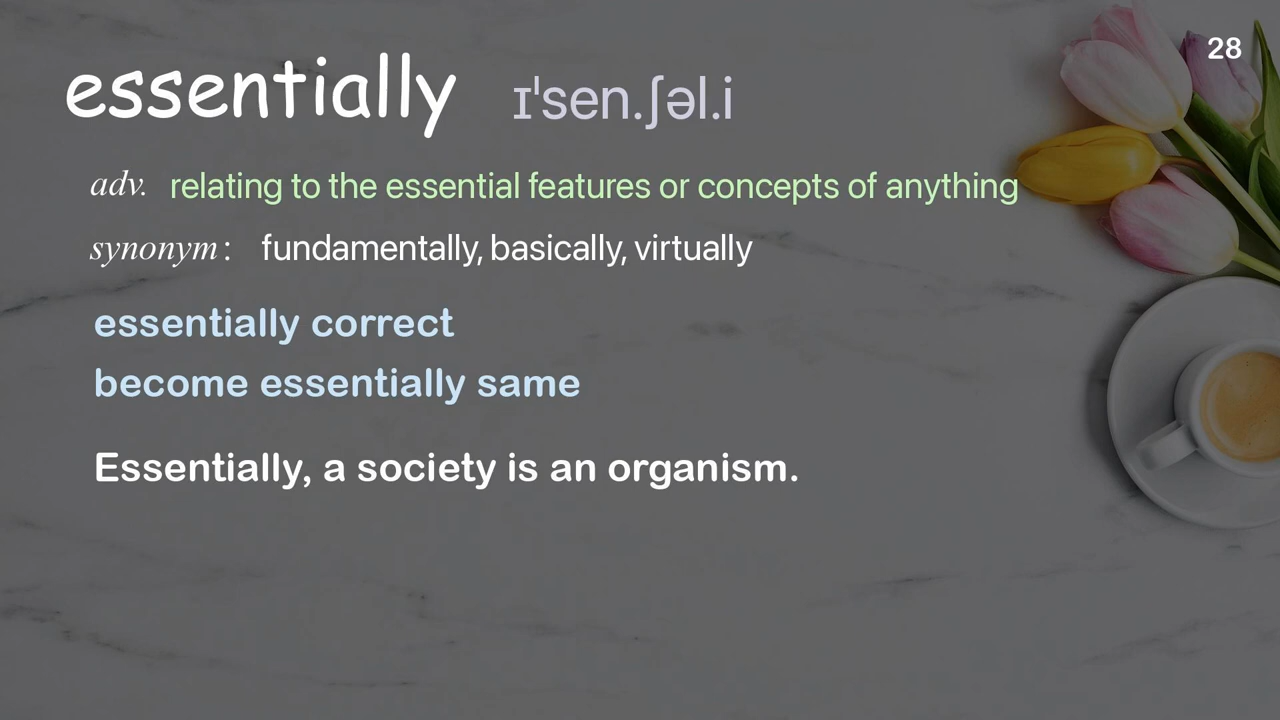 28
essentially ɪˈsen.ʃəl.i
adv. relating to the essential features or concepts of anything
synonym: fundamentally, basically, virtually
essentially correct
become essentially same
Essentially, a society is an organism.